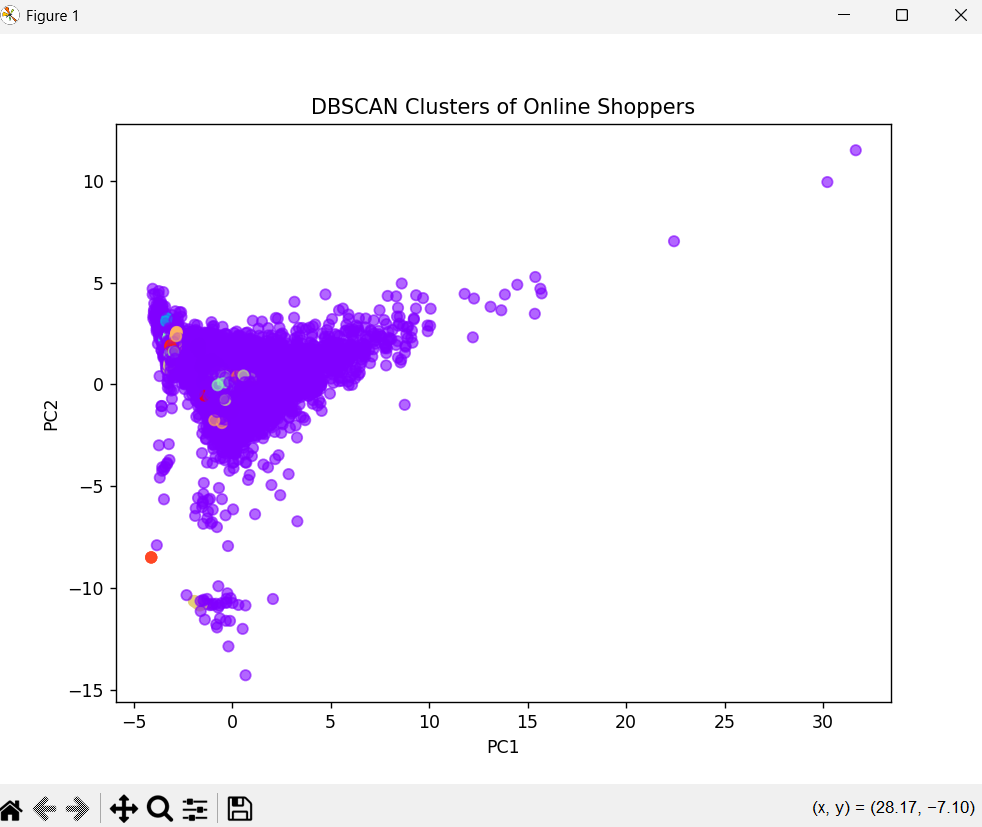 Figure 1
DBSCAN Clusters of Online Shoppers
10
5
0
−5
−10
−15
PC2
−5 0 5 10 15 20 25 30
PC1
(x, y) = (28.17, −7.10)